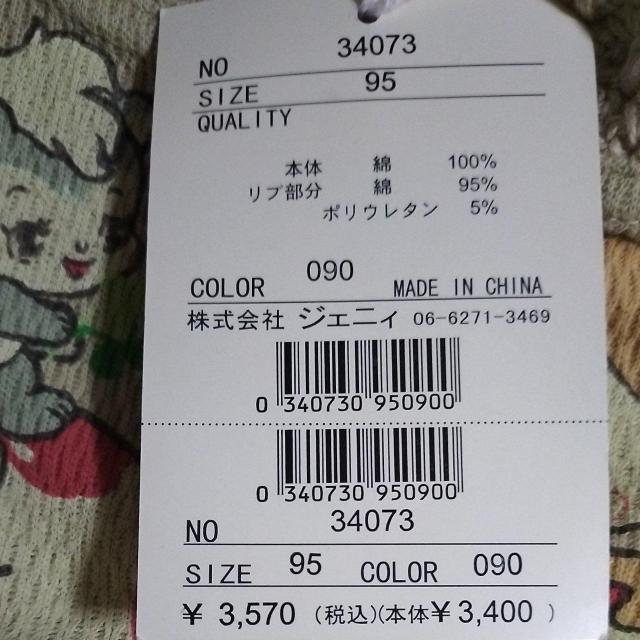 NO 34073
SIZE 95
QUALITY
本体 綿 100%
リブ部分 綿 95%
ポリウレタン 5%
COLOR 090 MADE IN CHINA
株式会社 ジェニィ 06-6271-3469
0 340730 950900
0 340730 950900
NO 34073
SIZE 95 COLOR 090
¥ 3,570 (税込)(本体¥3,400 )